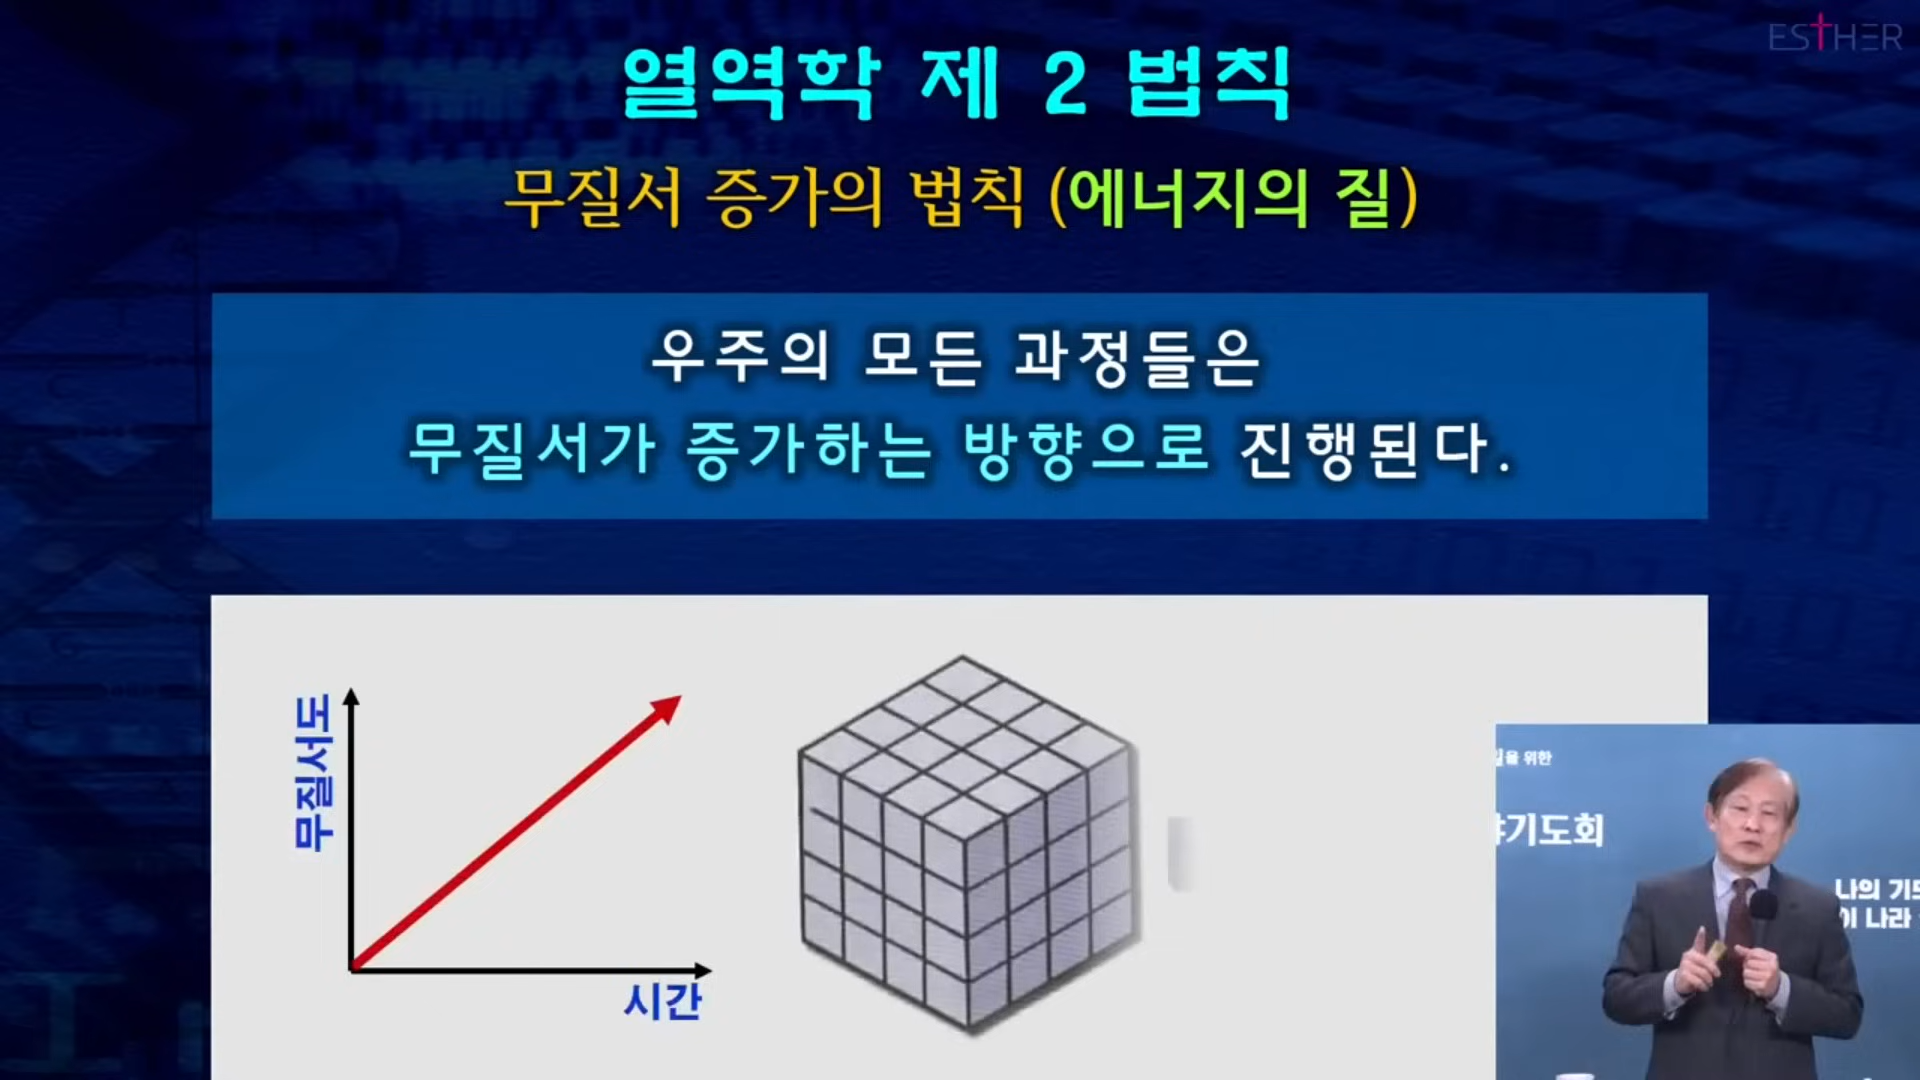 ESTHER
열역학 제 2 법칙
무질서 증가의 법칙 (에너지의 질)
우주의 모든 과정들은
무질서가 증가하는 방향으로 진행된다.
무질서도
시간
을 위한
기도회
나의
이 나라